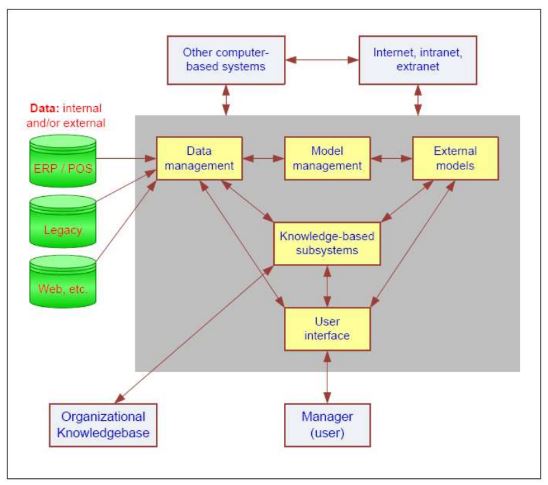 Other computer-
based systems
Internet, intranet,
extranet
Data: internal
and/or external
ERP / POS
Legacy
Web, etc.
Data
management
Model
management
External
models
Knowledge-based
subsystems
User
interface
Organizational
Knowledgebase
Manager
(user)